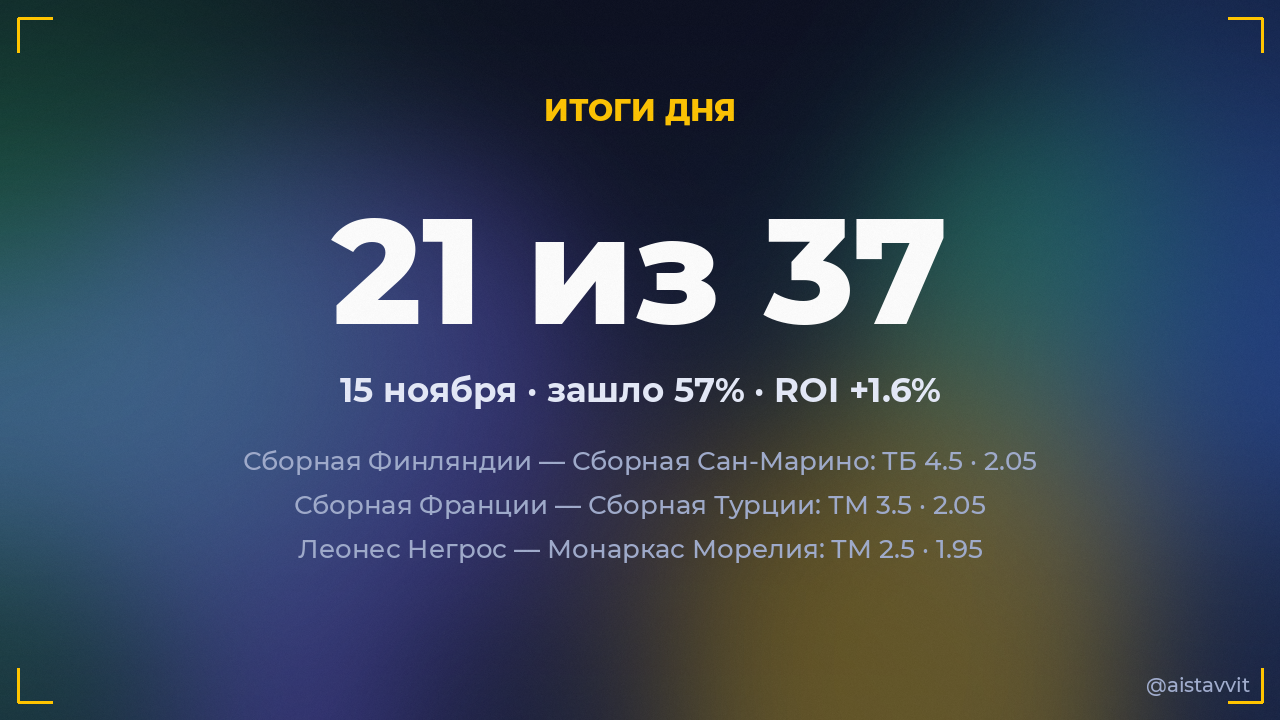 ИТОГИ ДНЯ
21 из 37
15 ноября · зашло 57% · ROI +1.6%
Сборная Финляндии — Сборная Сан-Марино: ТБ 4.5 · 2.05
Сборная Франции — Сборная Турции: ТМ 3.5 · 2.05
Леонес Негрос — Монаркас Морелия: ТМ 2.5 · 1.95
@aistavvit